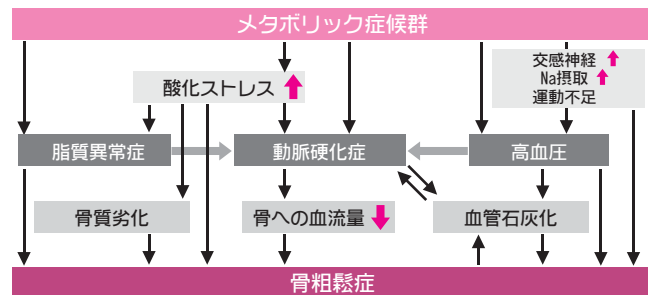 メタボリック症候群
交感神経
Na摂取
運動不足
酸化ストレス
脂質異常症
動脈硬化症
高血圧
骨質劣化
骨への血流量
血管石灰化
骨粗鬆症